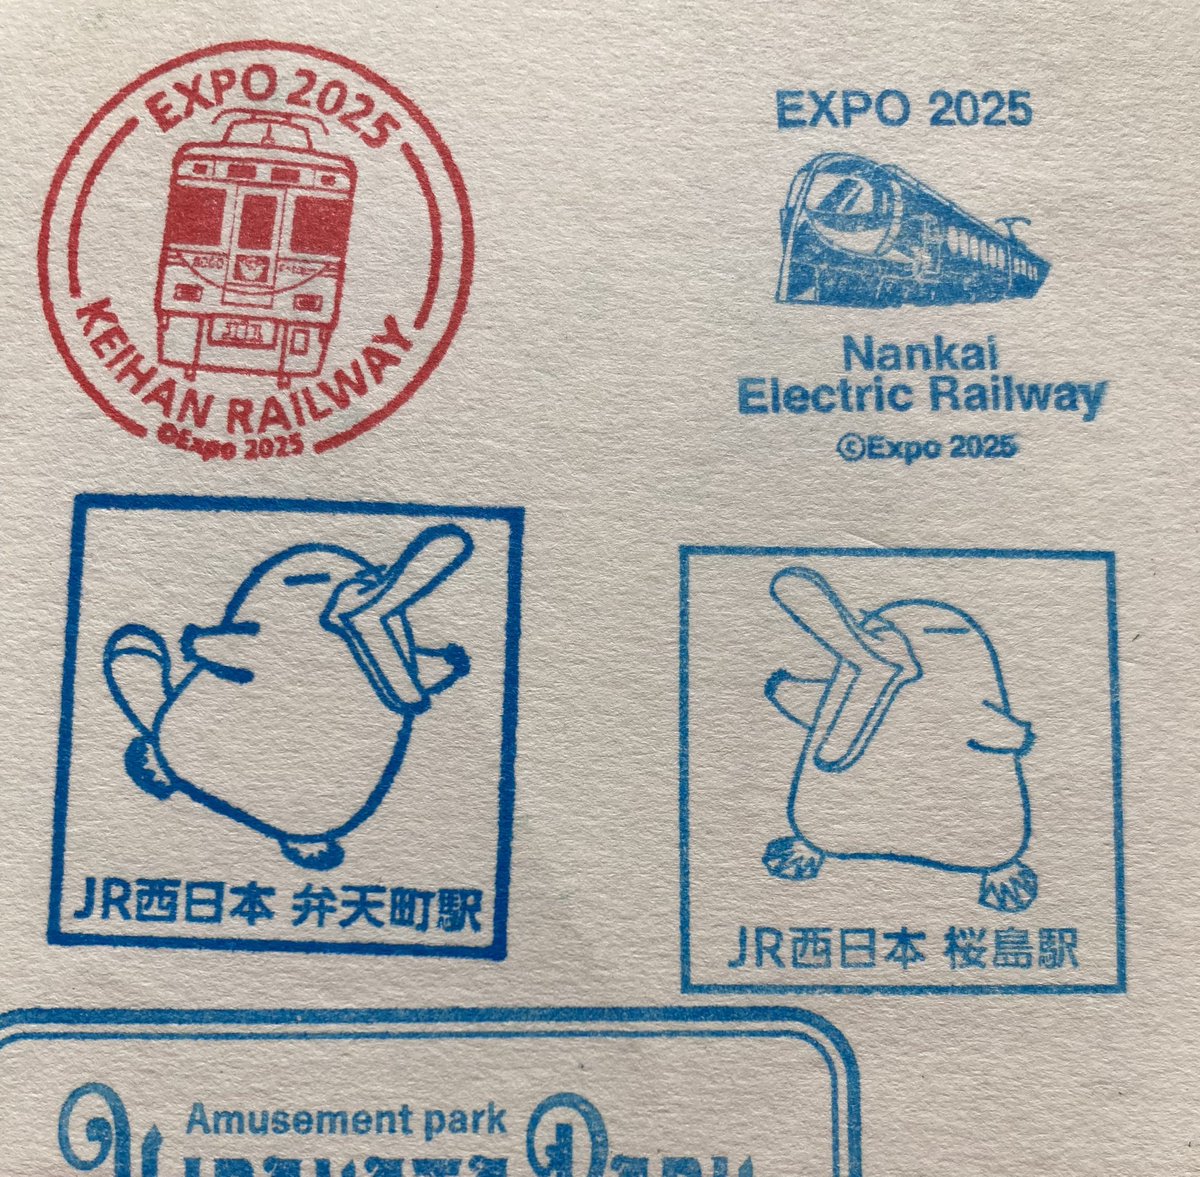 EXPO 2025
KEIHAN RAILWAY
©Expo 2025
EXPO 2025
Nankai
Electric Railway
©Expo 2025
JR西日本 弁天町駅
JR西日本 桜島駅
Amusement park